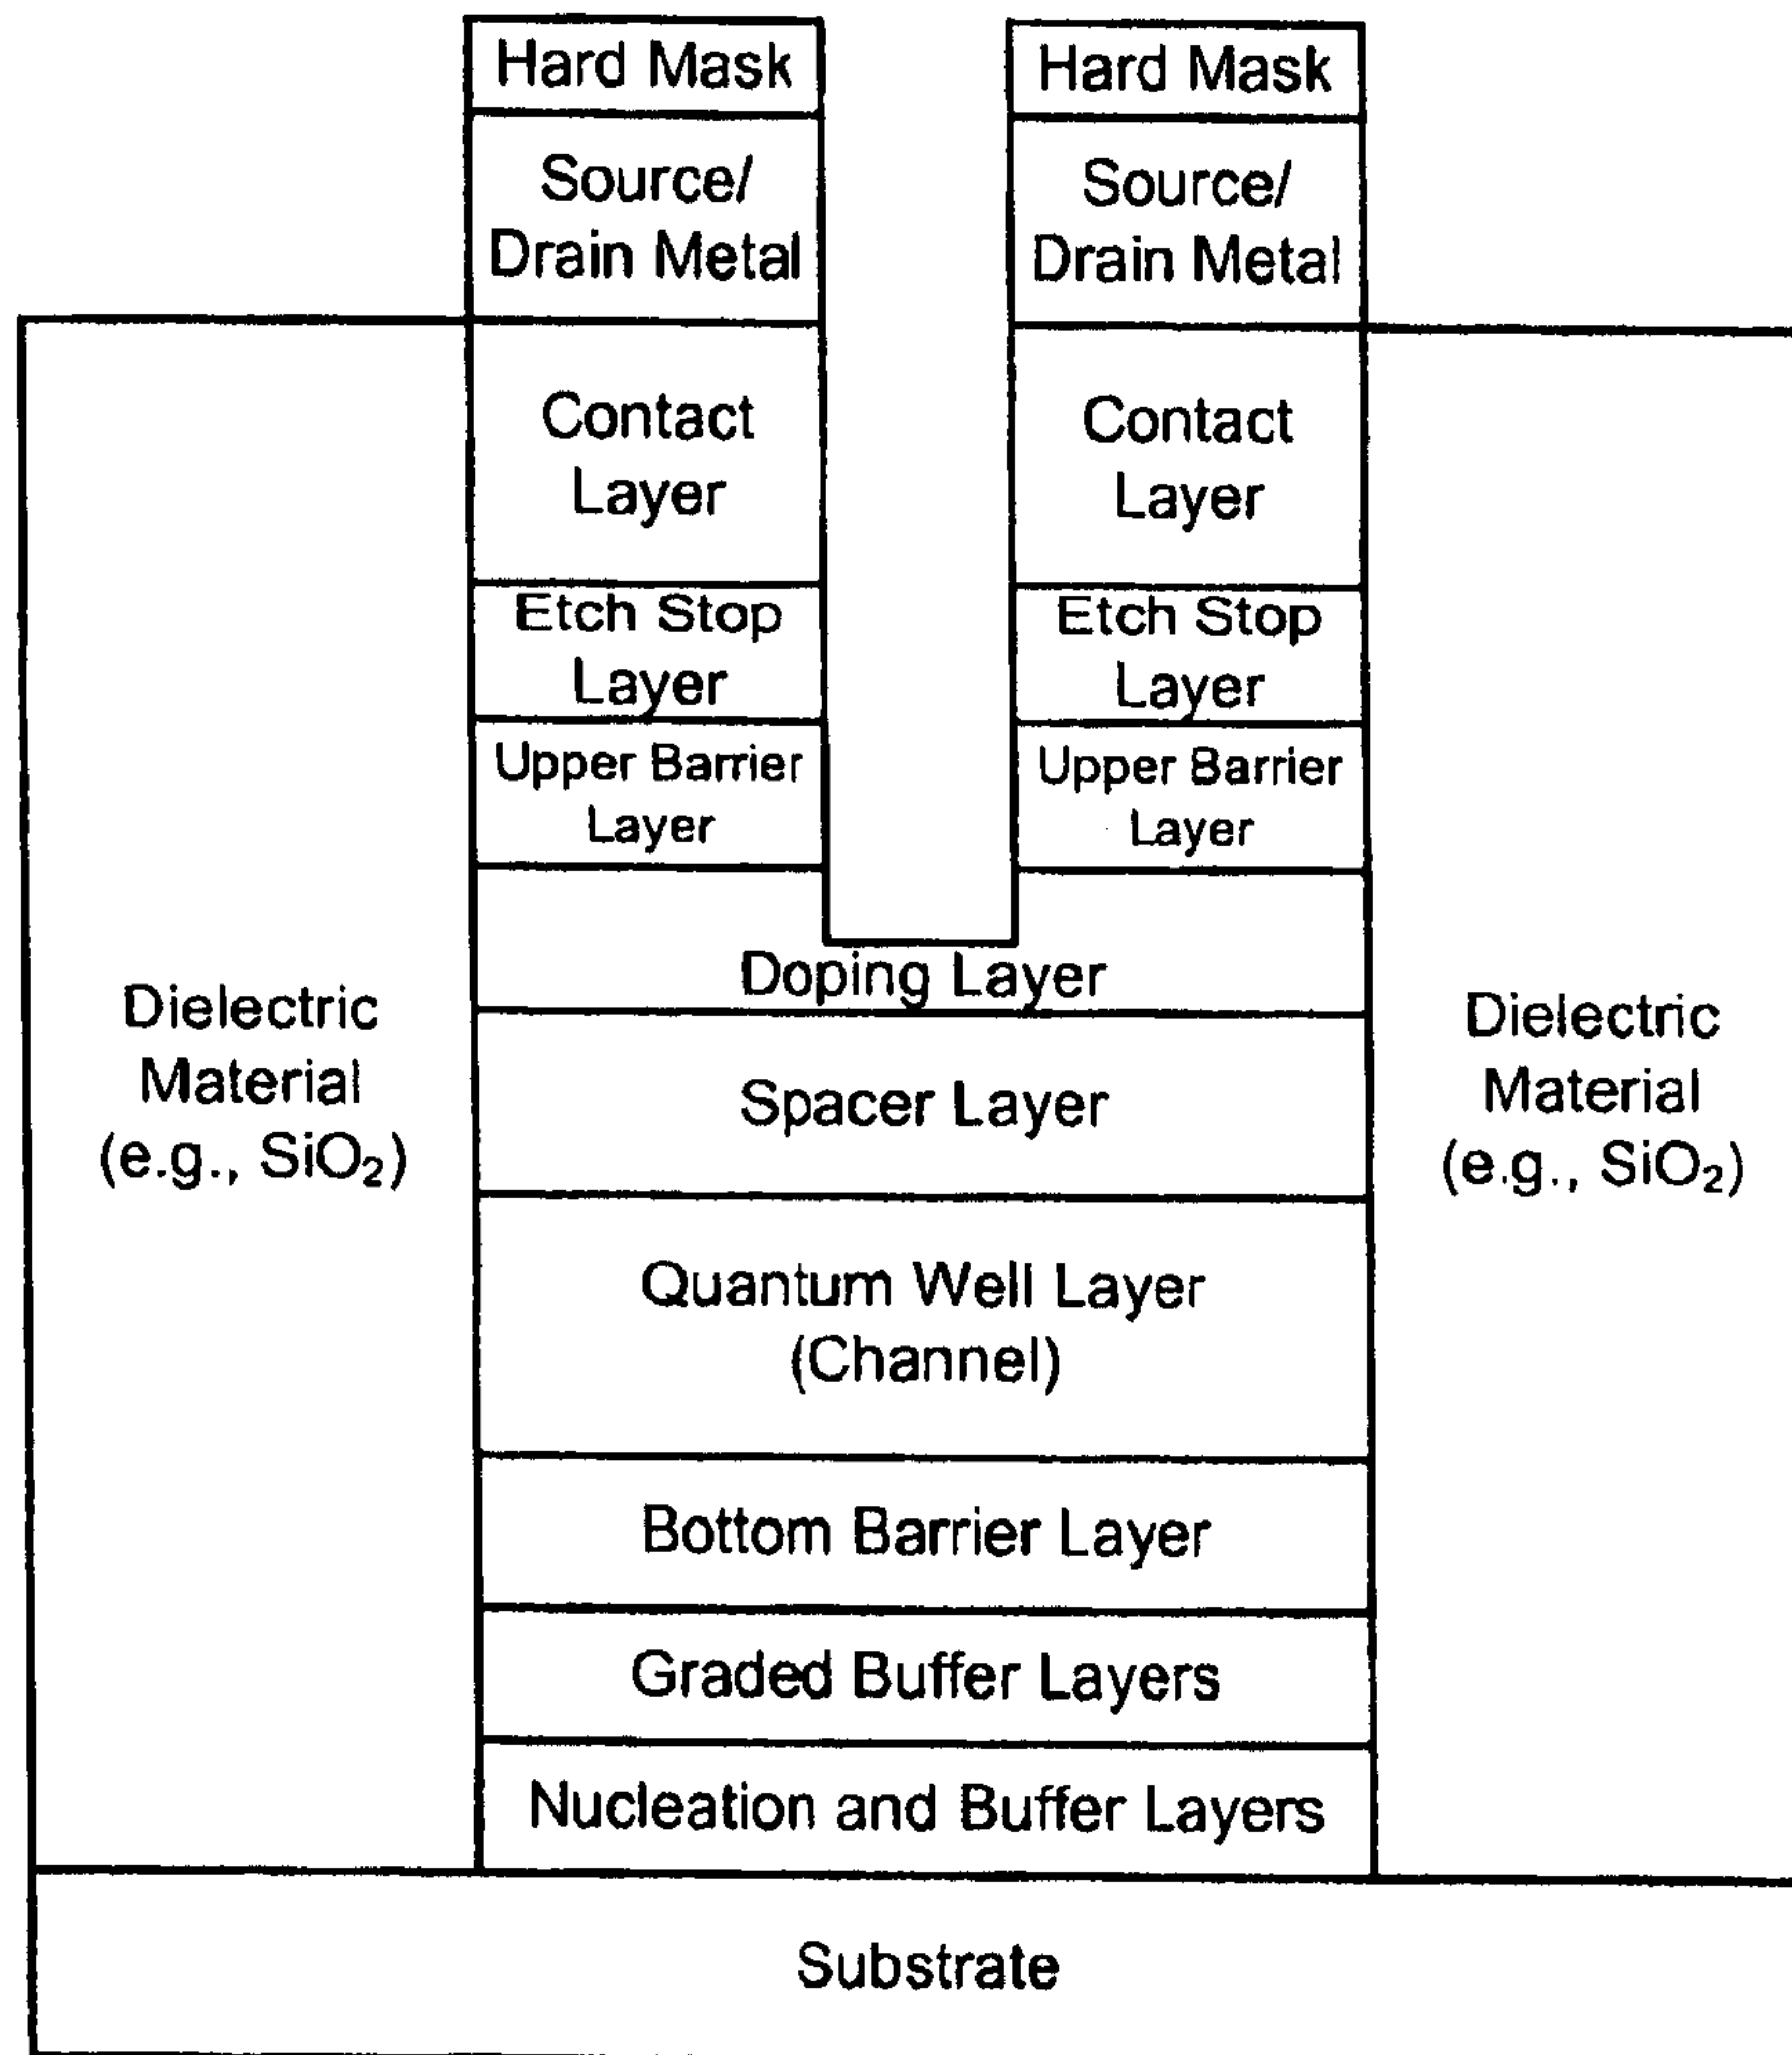 Hard Mask
Hard Mask
Source/
Drain Metal
Source/
Drain Metal
Contact
Layer
Contact
Layer
Etch Stop
Layer
Etch Stop
Layer
Upper Barrier
Layer
Upper Barrier
Layer
Doping Layer
Dielectric
Material
(e.g., SiO₂)
Dielectric
Material
(e.g., SiO₂)
Spacer Layer
Quantum Well Layer
(Channel)
Bottom Barrier Layer
Graded Buffer Layers
Nucleation and Buffer Layers
Substrate